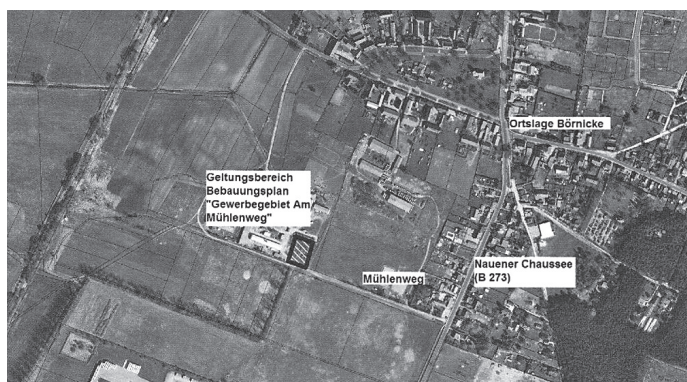 Ortslage Börnicke
Geltungsbereich
Bebauungsplan
"Gewerbegebiet Am
Mühlenweg"
Mühlenweg
Nauener Chaussee
(B 273)